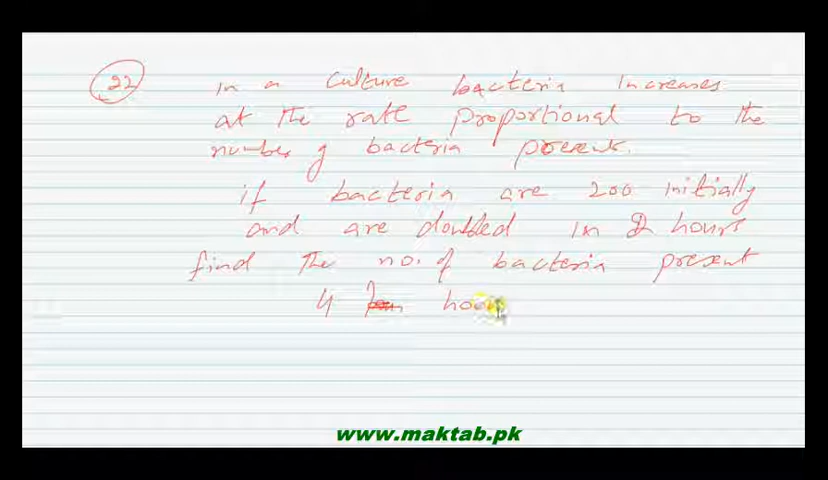 22 In a culture bacteria increases
at the rate proportional to the
number of bacteria present.
if bacteria are 200 initially
and are doubled in 2 hours
find the no. of bacteria present
4 hours
www.maktab.pk